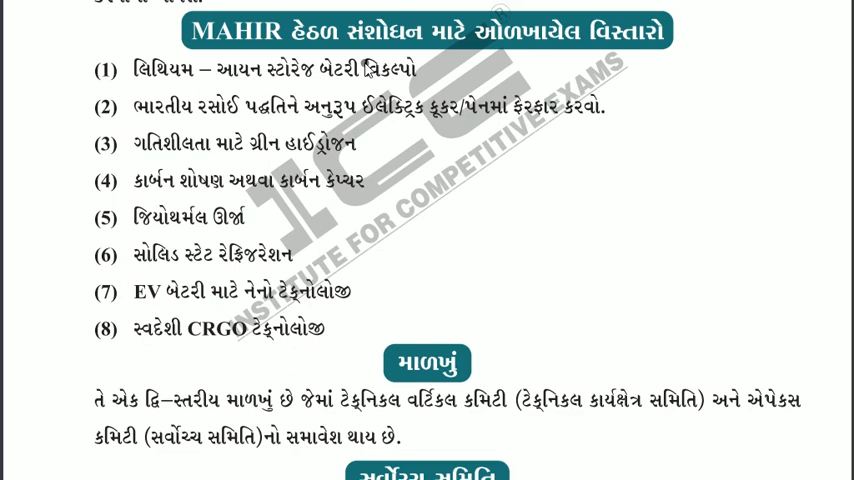 MAHIR હેઠળ સંશોધન માટે ઓળખાયેલ વિસ્તારો
(1) લિથિયમ – આયન સ્ટોરેજ બેટરી વિકલ્પો
(2) ભારતીય રસોઈ પદ્ધતિને અનુરૂપ ઈલેક્ટ્રિક કૂકર/પેનમાં ફેરફાર કરવો.
(3) ગતિશીલતા માટે ગ્રીન હાઈડ્રોજન
(4) કાર્બન શોષણ અથવા કાર્બન કેપ્ચર
(5) જિયોથર્મલ ઊર્જા
(6) સોલિડ સ્ટેટ રેફ્રિજરેશન
(7) EV બેટરી માટે નેનો ટેક્નોલોજી
(8) સ્વદેશી CRGO ટેક્નોલોજી
ICE
INSTITUTE FOR COMPETITIVE EXAMS
માળખું
તે એક દ્વિ–સ્તરીય માળખું છે જેમાં ટેક્નિકલ વર્ટિકલ કમિટી (ટેક્નિકલ કાર્યક્ષેત્ર સમિતિ) અને એપેકસ
કમિટી (સર્વોચ્ચ સમિતિ)નો સમાવેશ થાય છે.
સર્વોચ્ચ સમિતિ